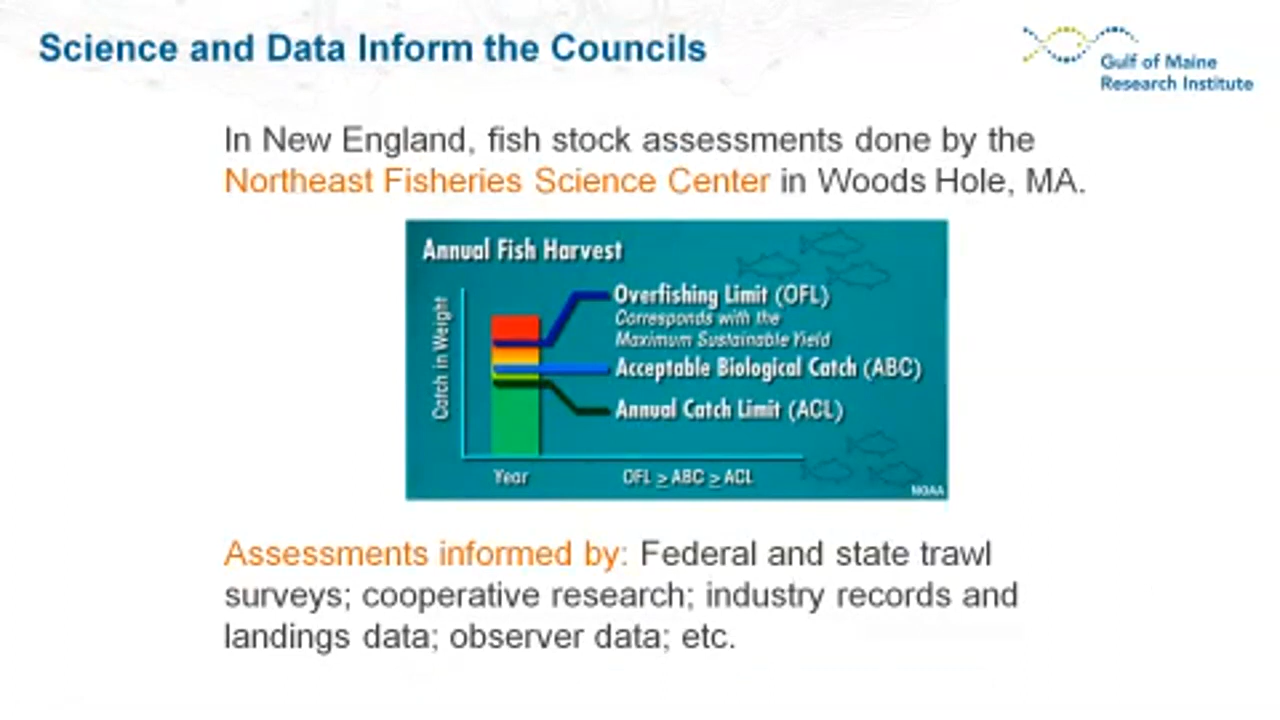 Science and Data Inform the Councils
Gulf of Maine
Research Institute
In New England, fish stock assessments done by the
Northeast Fisheries Science Center in Woods Hole, MA.
Annual Fish Harvest
Catch in Weight
Overfishing Limit (OFL)
Corresponds with the
Maximum Sustainable Yield
Acceptable Biological Catch (ABC)
Annual Catch Limit (ACL)
Year
OFL ≥ ABC ≥ ACL
NOAA
Assessments informed by: Federal and state trawl
surveys; cooperative research; industry records and
landings data; observer data; etc.